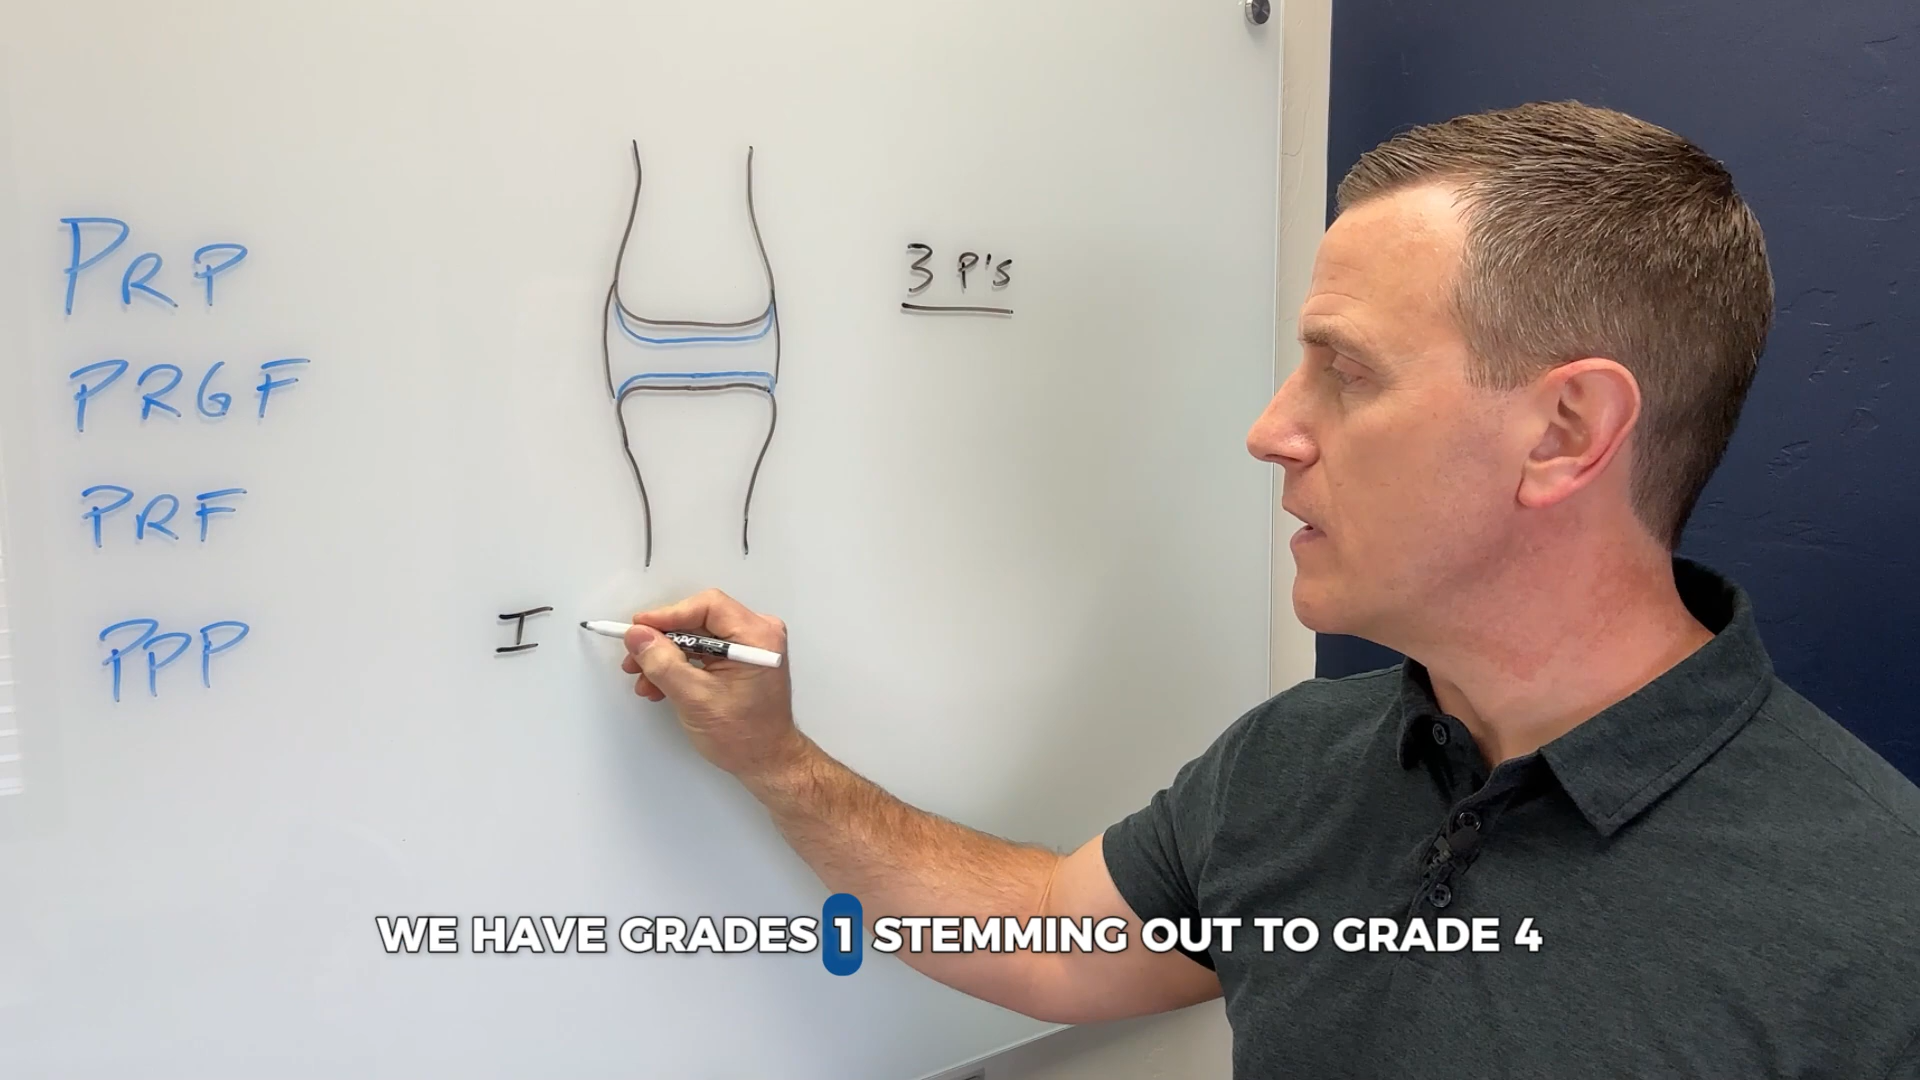 PRP
3 P's
PRGF
PRF
PPP
I
EXPO
WE HAVE GRADES 1 STEMMING OUT TO GRADE 4